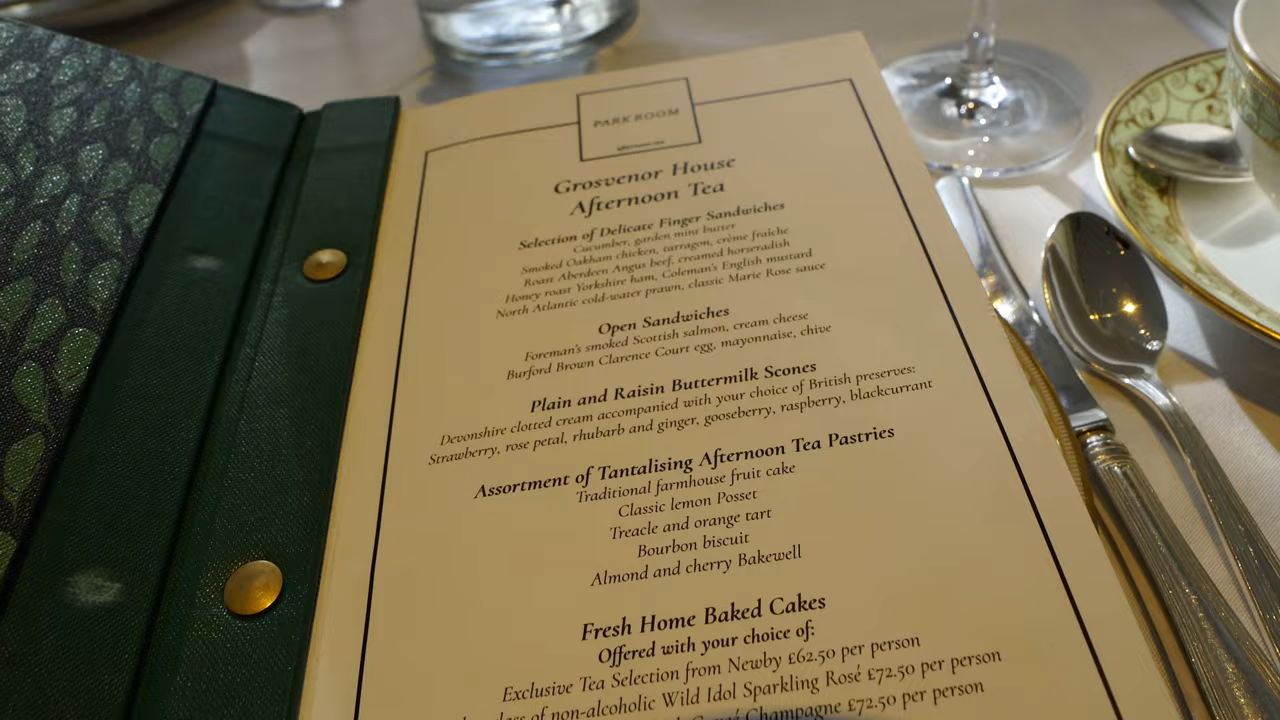 PARK ROOM
afternoon tea
Grosvenor House
Afternoon Tea
Selection of Delicate Finger Sandwiches
Cucumber, garden mint butter
Smoked Oakham chicken, tarragon, crème fraîche
Roast Aberdeen Angus beef, creamed horseradish
Honey roast Yorkshire ham, Coleman's English mustard
North Atlantic cold-water prawn, classic Marie Rose sauce
Open Sandwiches
Foreman's smoked Scottish salmon, cream cheese
Burford Brown Clarence Court egg, mayonnaise, chive
Plain and Raisin Buttermilk Scones
Devonshire clotted cream accompanied with your choice of British preserves:
Strawberry, rose petal, rhubarb and ginger, gooseberry, raspberry, blackcurrant
Assortment of Tantalising Afternoon Tea Pastries
Traditional farmhouse fruit cake
Classic lemon Posset
Treacle and orange tart
Bourbon biscuit
Almond and cherry Bakewell
Fresh Home Baked Cakes
Offered with your choice of:
Exclusive Tea Selection from Newby £62.50 per person
of non-alcoholic Wild Idol Sparkling Rosé £72.50 per person
Champagne £72.50 per person